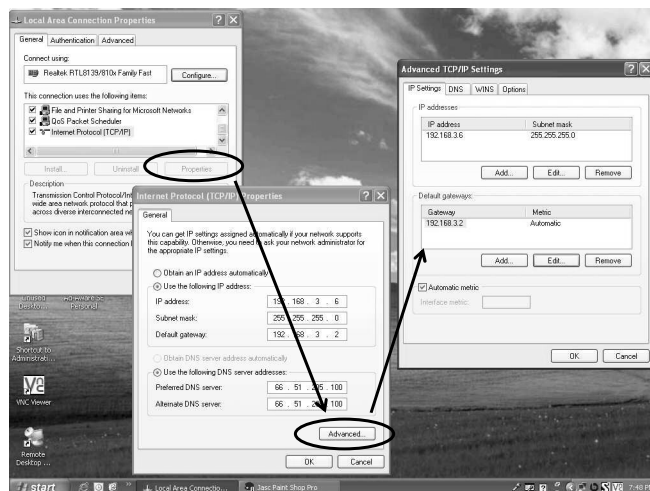 Local Area Connection Properties
General Authentication Advanced
Connect using:
Realtek RTL8139/810x Family Fast
Configure...
This connection uses the following items:
File and Printer Sharing for Microsoft Networks
QoS Packet Scheduler
Internet Protocol (TCP/IP)
Install... Uninstall Properties
Description
Transmission Control Protocol/Int
wide area network protocol that p
across diverse interconnected ne
Show icon in notification area wh
Notify me when this connection
Internet Protocol (TCP/IP) Properties
General
You can get IP settings assigned automatically if your network supports
this capability. Otherwise, you need to ask your network administrator for
the appropriate IP settings.
Obtain an IP address automatically
Use the following IP address:
IP address: 192 . 168 . 3 . 6
Subnet mask: 255 . 255 . 255 . 0
Default gateway: 192 . 168 . 3 . 2
Obtain DNS server address automatically
Use the following DNS server addresses:
Preferred DNS server: 66 . 51 . 100
Alternate DNS server: 66 . 51 . 100
Advanced...
OK Cancel
Advanced TCP/IP Settings
IP Settings DNS WINS Options
IP addresses
IP address Subnet mask
192.168.3.6 255.255.255.0
Add... Edit... Remove
Default gateways:
Gateway Metric
192.168.3.2 Automatic
Add... Edit... Remove
Automatic metric
Interface metric:
OK Cancel
Personal
Shortcut to
Administrati...
VNC Viewer
Remote
Desktop ...
start
Local Area Connectio...
Jasc Paint Shop Pro
7:48 PM